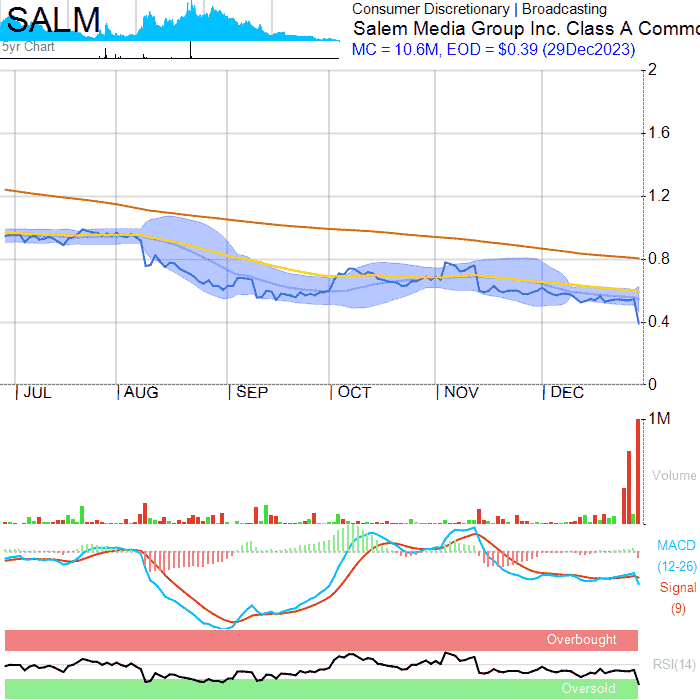 SALM
5yr Chart
Consumer Discretionary | Broadcasting
Salem Media Group Inc. Class A Commo
MC = 10.6M, EOD = $0.39 (29Dec2023)
2
1.6
1.2
0.8
0.4
0
JUL AUG SEP OCT NOV DEC
1M
Volume
MACD
(12-26)
Signal
(9)
Overbought
RSI(14)
Oversold